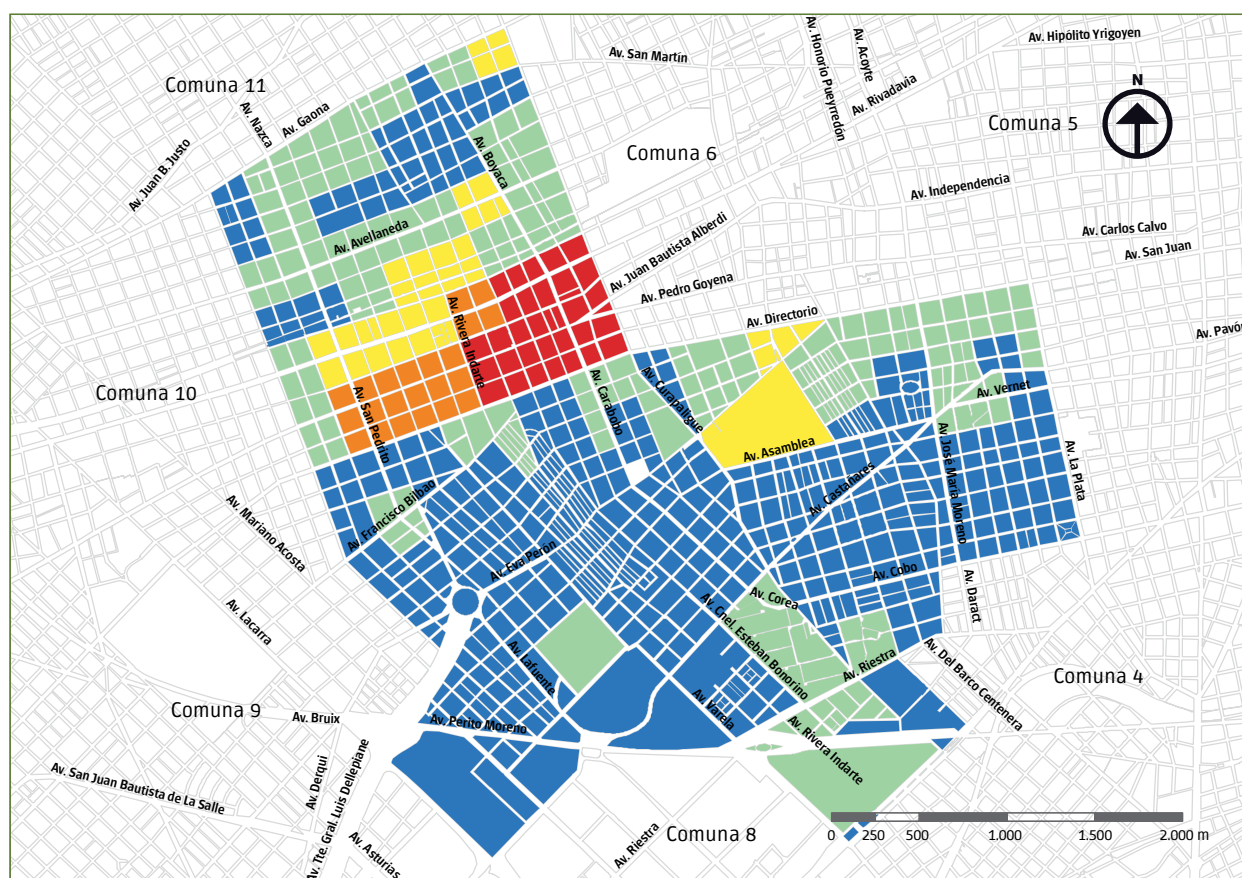 Av. Hipólito Yrigoyen
Av. Honorio Pueyrredón
Av. Acoyte
Av. San Martín
Comuna 11
N
Av. Rivadavia
Av. Nazca
Av. Gaona
Comuna 5
Av. Juan B. Justo
Av. Boyaca
Comuna 6
Av. Independencia
Av. Avellaneda
Av. Juan Bautista Alberdi
Av. Carlos Calvo
Av. San Juan
Av. Pedro Goyena
Av. Rivera Indarte
Av. Directorio
Av. Pavón
Comuna 10
Av. San Pedrito
Av. Carabobo
Av. Curapaligue
Av. Vernet
Av. Asamblea
Av. José María Moreno
Av. La Plata
Av. Castañares
Av. Francisco Bilbao
Av. Mariano Acosta
Av. Eva Perón
Av. Cobo
Av. Daract
Av. Corea
Av. Lacarra
Av. Cnel. Esteban Bonorino
Av. Lafuente
Av. Riestra
Av. Del Barco Centenera
Comuna 4
Comuna 9
Av. Bruix
Av. Perito Moreno
Av. Varela
Av. Rivera Indarte
Av. San Juan Bautista de La Salle
Av. Derqui
Av. Tte. Gral. Luis Dellepiane
Av. Asturias
Av. Riestra
Comuna 8
0 250 500 1.000 1.500 2.000 m